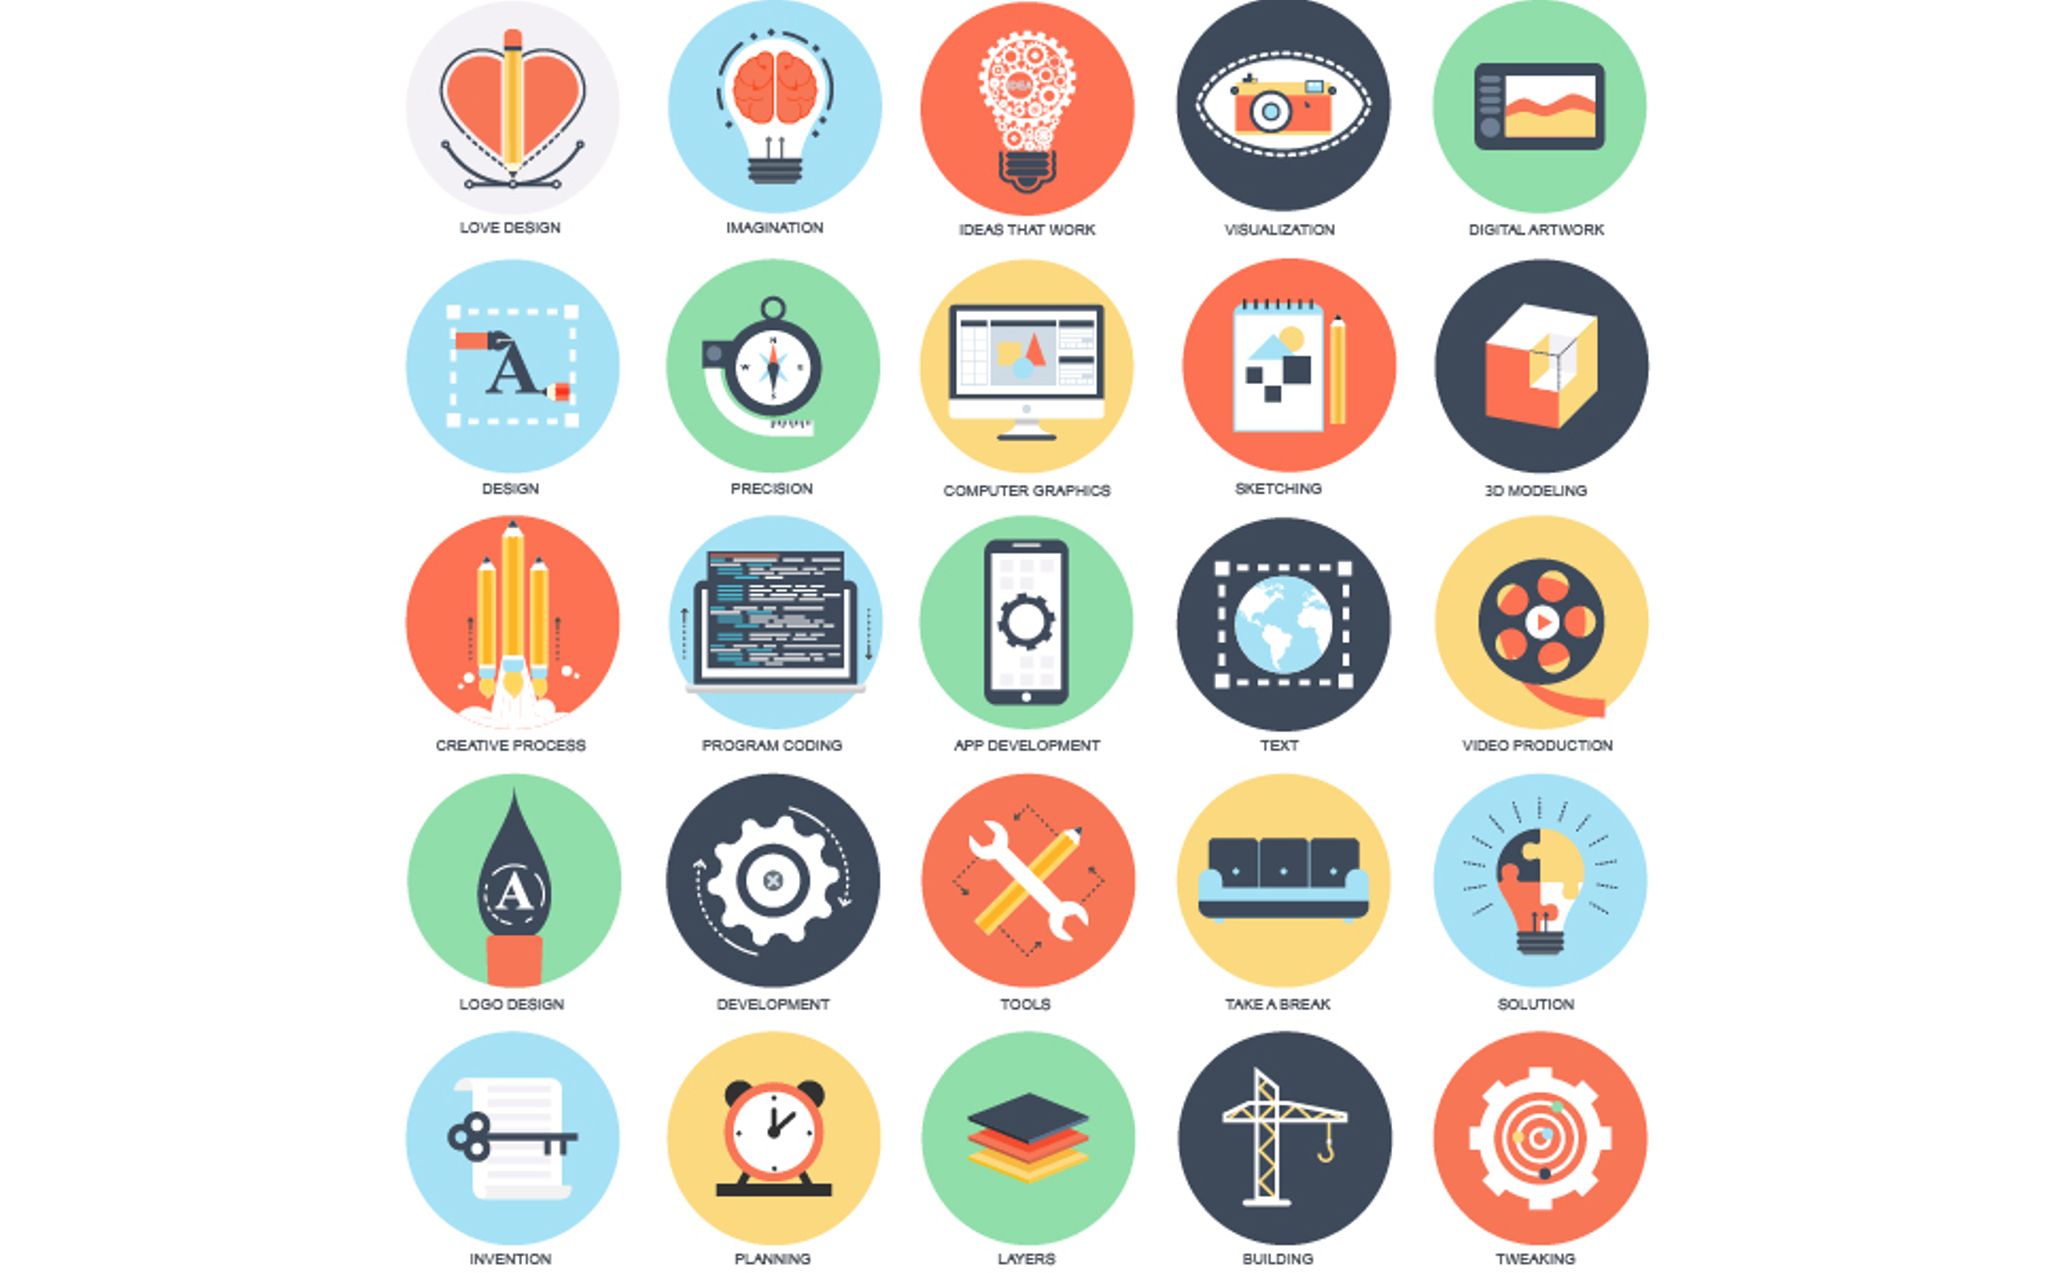 IDEA
LOVE DESIGN
IMAGINATION
IDEAS THAT WORK
VISUALIZATION
DIGITAL ARTWORK
A
N
W
E
S
DESIGN
PRECISION
COMPUTER GRAPHICS
SKETCHING
3D MODELING
CREATIVE PROCESS
PROGRAM CODING
APP DEVELOPMENT
TEXT
VIDEO PRODUCTION
A
LOGO DESIGN
DEVELOPMENT
TOOLS
TAKE A BREAK
SOLUTION
INVENTION
PLANNING
LAYERS
BUILDING
TWEAKING